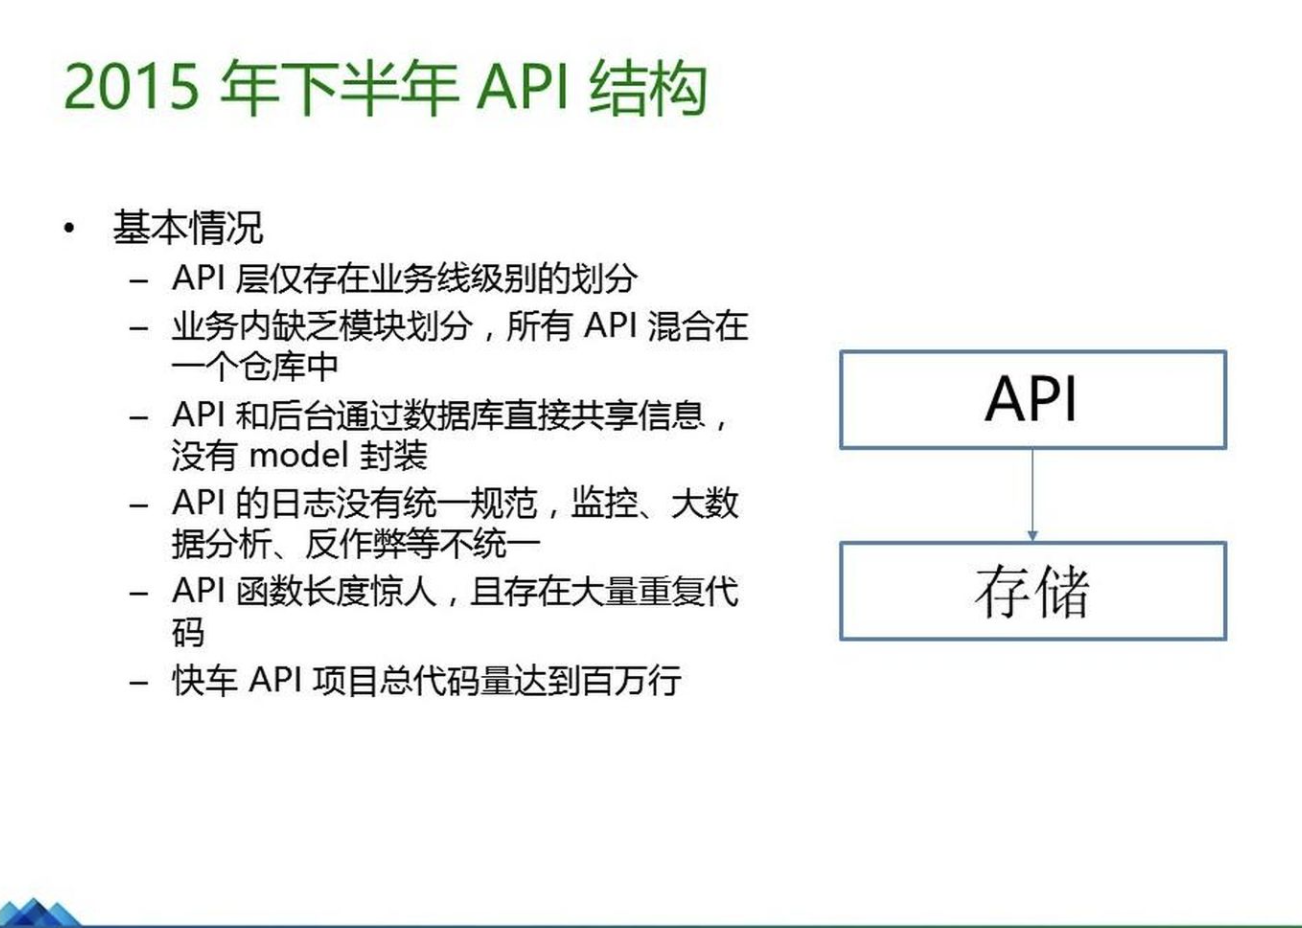 2015 年下半年 API 结构
• 基本情况
– API 层仅存在业务线级别的划分
– 业务内缺乏模块划分，所有 API 混合在
一个仓库中
– API 和后台通过数据库直接共享信息，
没有 model 封装
– API 的日志没有统一规范，监控、大数
据分析、反作弊等不统一
– API 函数长度惊人，且存在大量重复代
码
– 快车 API 项目总代码量达到百万行
API
存储